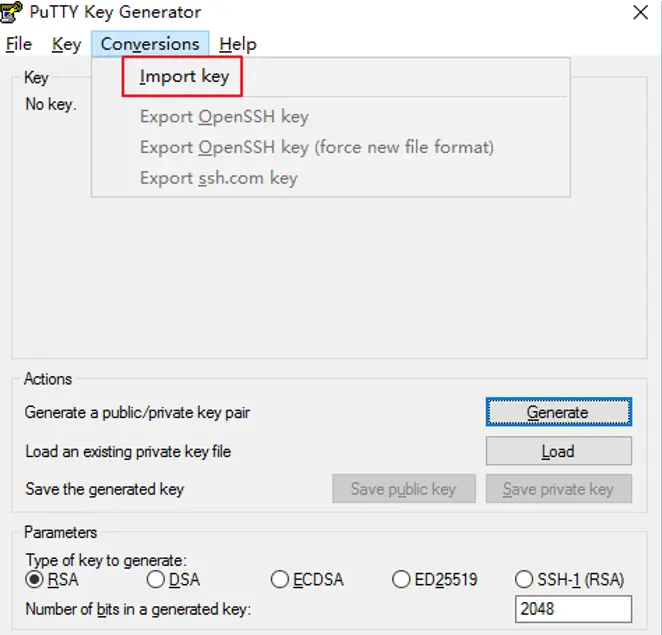 PuTTY Key Generator
File Key Conversions Help
Import key
Export OpenSSH key
Export OpenSSH key (force new file format)
Export ssh.com key
Key
No key.
Actions
Generate a public/private key pair
Generate
Load an existing private key file
Load
Save the generated key
Save public key
Save private key
Parameters
Type of key to generate:
RSA DSA ECDSA ED25519 SSH-1 (RSA)
Number of bits in a generated key:
2048